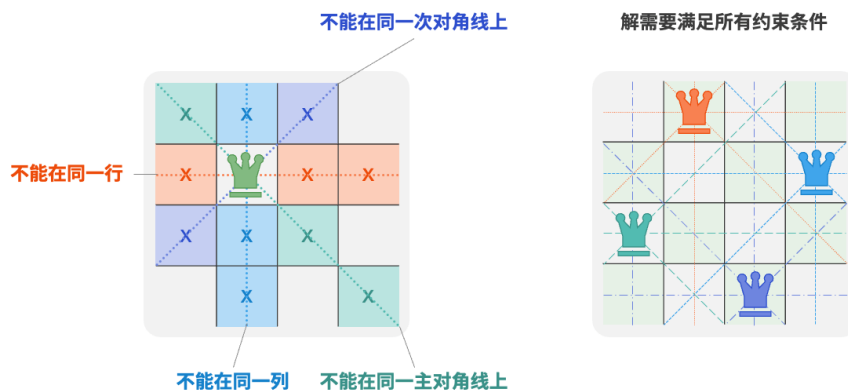 不能在同一次对角线上
解需要满足所有约束条件
X X X
不能在同一行
X X X
X X X
X X
不能在同一列
不能在同一主对角线上